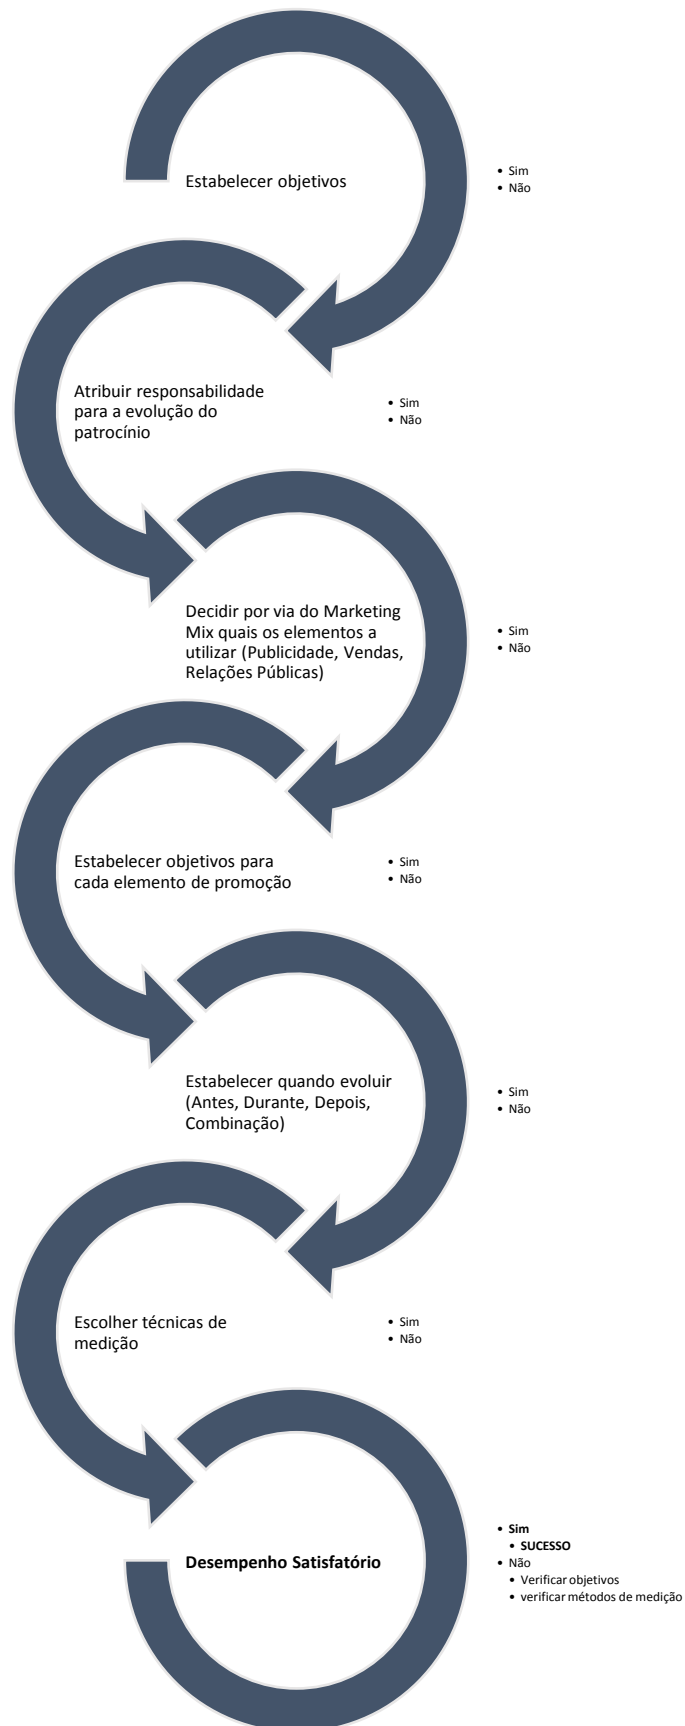 Estabelecer objetivos
• Sim
• Não
Atribuir responsabilidade
para a evolução do
patrocínio
• Sim
• Não
Decidir por via do Marketing
Mix quais os elementos a
utilizar (Publicidade, Vendas,
Relações Públicas)
• Sim
• Não
Estabelecer objetivos para
cada elemento de promoção
• Sim
• Não
Estabelecer quando evoluir
(Antes, Durante, Depois,
Combinação)
• Sim
• Não
Escolher técnicas de
medição
• Sim
• Não
Desempenho Satisfatório
• Sim
• SUCESSO
• Não
• Verificar objetivos
• verificar métodos de medição